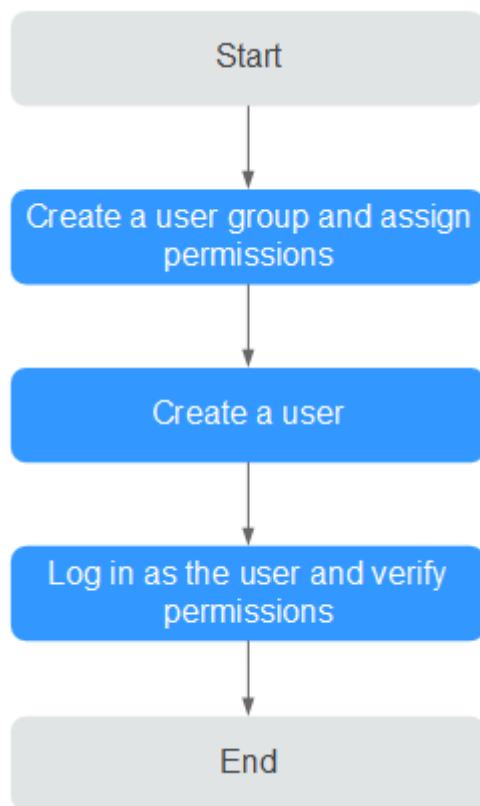 Start
Create a user group and assign
permissions
Create a user
Log in as the user and verify
permissions
End